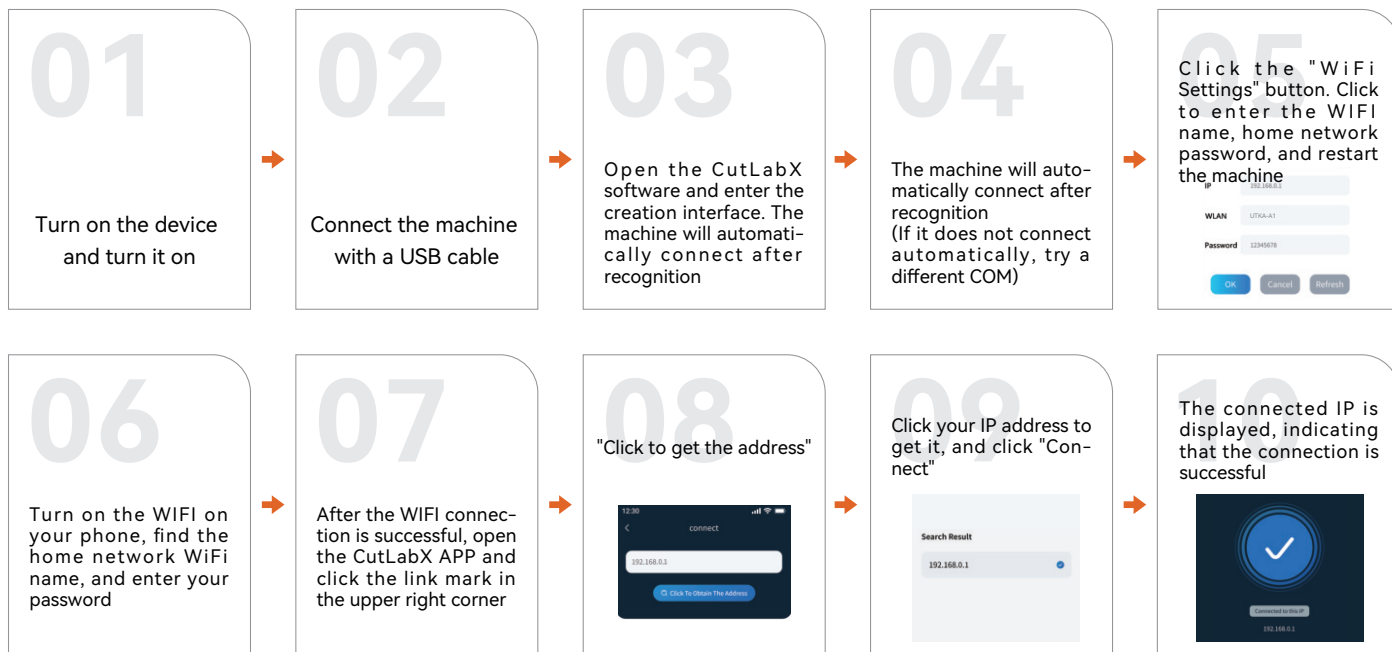 01
Turn on the device
and turn it on
02
Connect the machine
with a USB cable
03
Open the CutLabX
software and enter the
creation interface. The
machine will automati-
cally connect after
recognition
04
The machine will auto-
matically connect after
recognition
(If it does not connect
automatically, try a
different COM)
05
Click the "WiFi
Settings" button. Click
to enter the WIFI
name, home network
password, and restart
the machine
IP 192.168.0.1
WLAN UTKA-A1
Password 12345678
OK Cancel Refresh
06
Turn on the WIFI on
your phone, find the
home network WiFi
name, and enter your
password
07
After the WIFI connec-
tion is successful, open
the CutLabX APP and
click the link mark in
the upper right corner
08
"Click to get the address"
12:30
connect
192.168.0.1
Click To Obtain The Address
09
Click your IP address to
get it, and click "Con-
nect"
Search Result
192.168.0.1
10
The connected IP is
displayed, indicating
that the connection is
successful
Connected to this IP
192.168.0.1